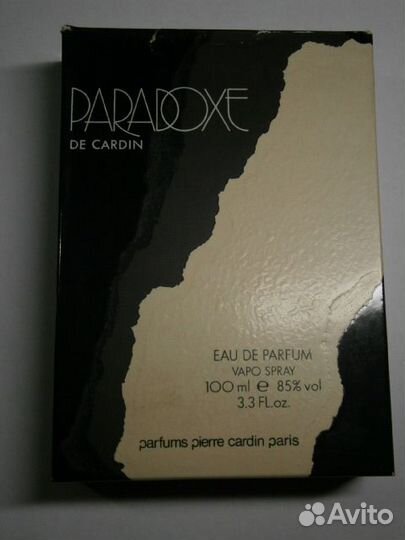 PARADOXE
DE CARDIN
EAU DE PARFUM
VAPO SPRAY
100 ml e 85% vol
3.3 FL.oz.
parfums pierre cardin paris
Avito